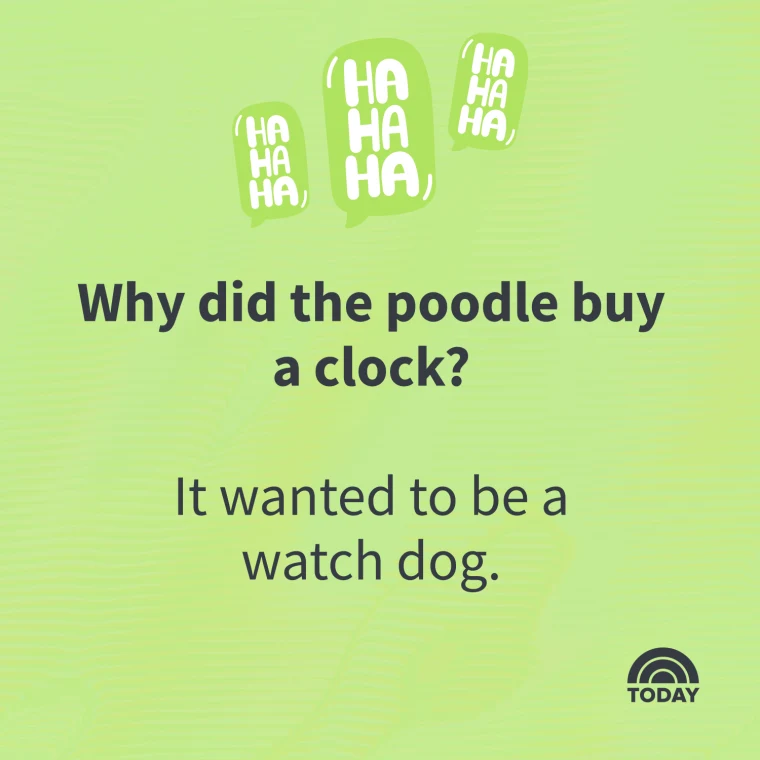 HA
HA
HA
HA
HA
HA
HA
HA
HA
Why did the poodle buy
a clock?
It wanted to be a
watch dog.
TODAY